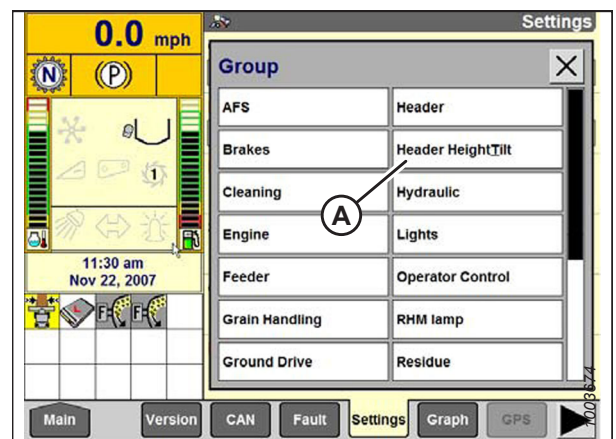 0.0 mph
N (P)
1
11:30 am
Nov 22, 2007
L F F
Settings
Group X
AFS Header
Brakes Header HeightTilt
Cleaning Hydraulic
A
Engine Lights
Feeder Operator Control
Grain Handling RHM lamp
Ground Drive Residue
Main Version CAN Fault Settings Graph GPS
1003674